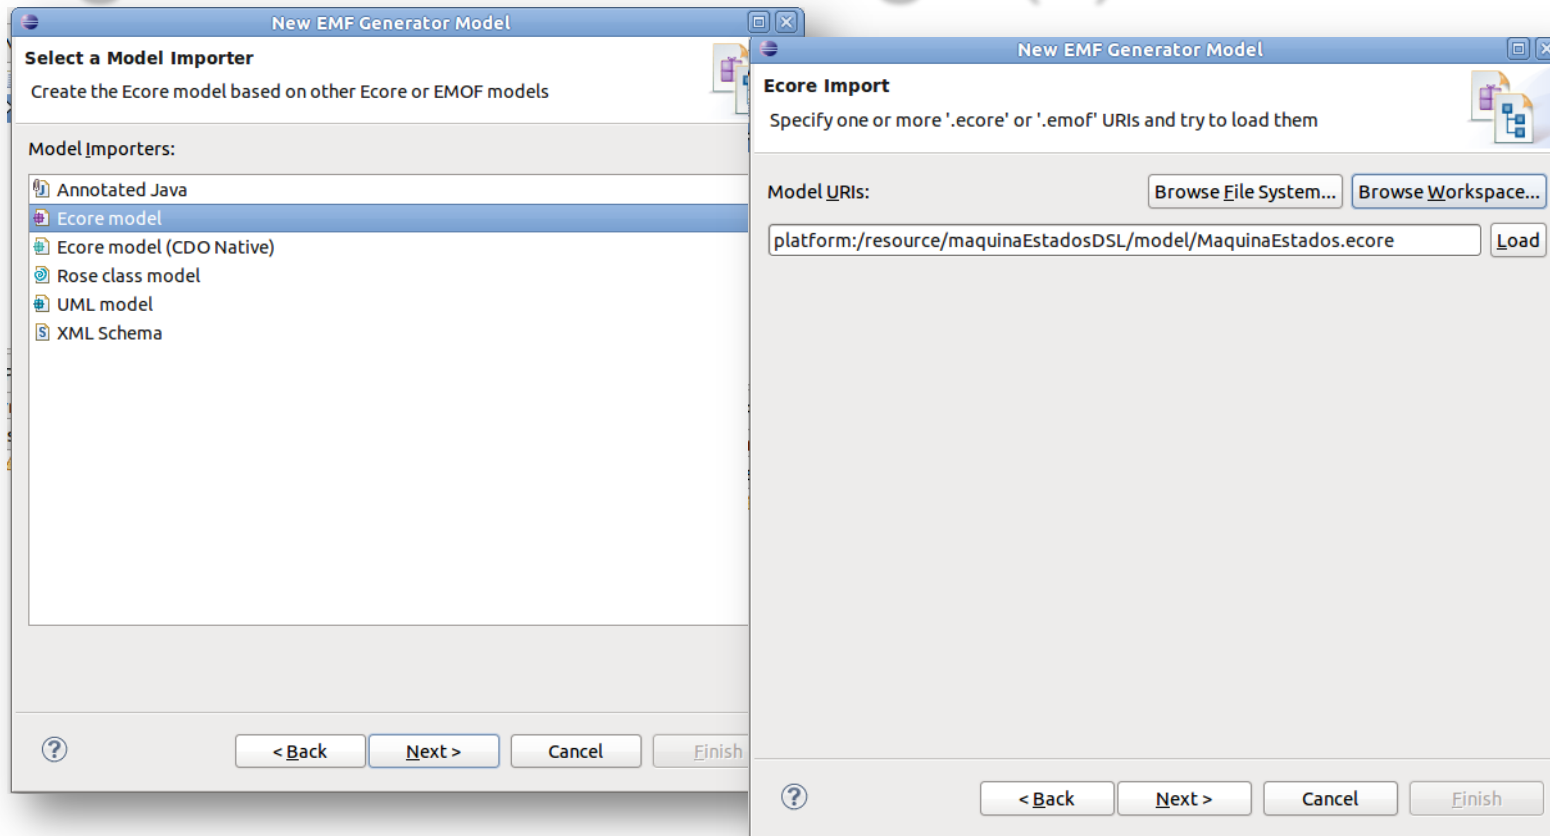 New EMF Generator Model
Select a Model Importer
Create the Ecore model based on other Ecore or EMOF models
Model Importers:
Annotated Java
Ecore model
Ecore model (CDO Native)
Rose class model
UML model
XML Schema
< Back
Next >
Cancel
Finish
New EMF Generator Model
Ecore Import
Specify one or more '.ecore' or '.emof' URIs and try to load them
Model URIs:
Browse File System...
Browse Workspace...
platform:/resource/maquinaEstadosDSL/model/MaquinaEstados.ecore
Load
< Back
Next >
Cancel
Finish